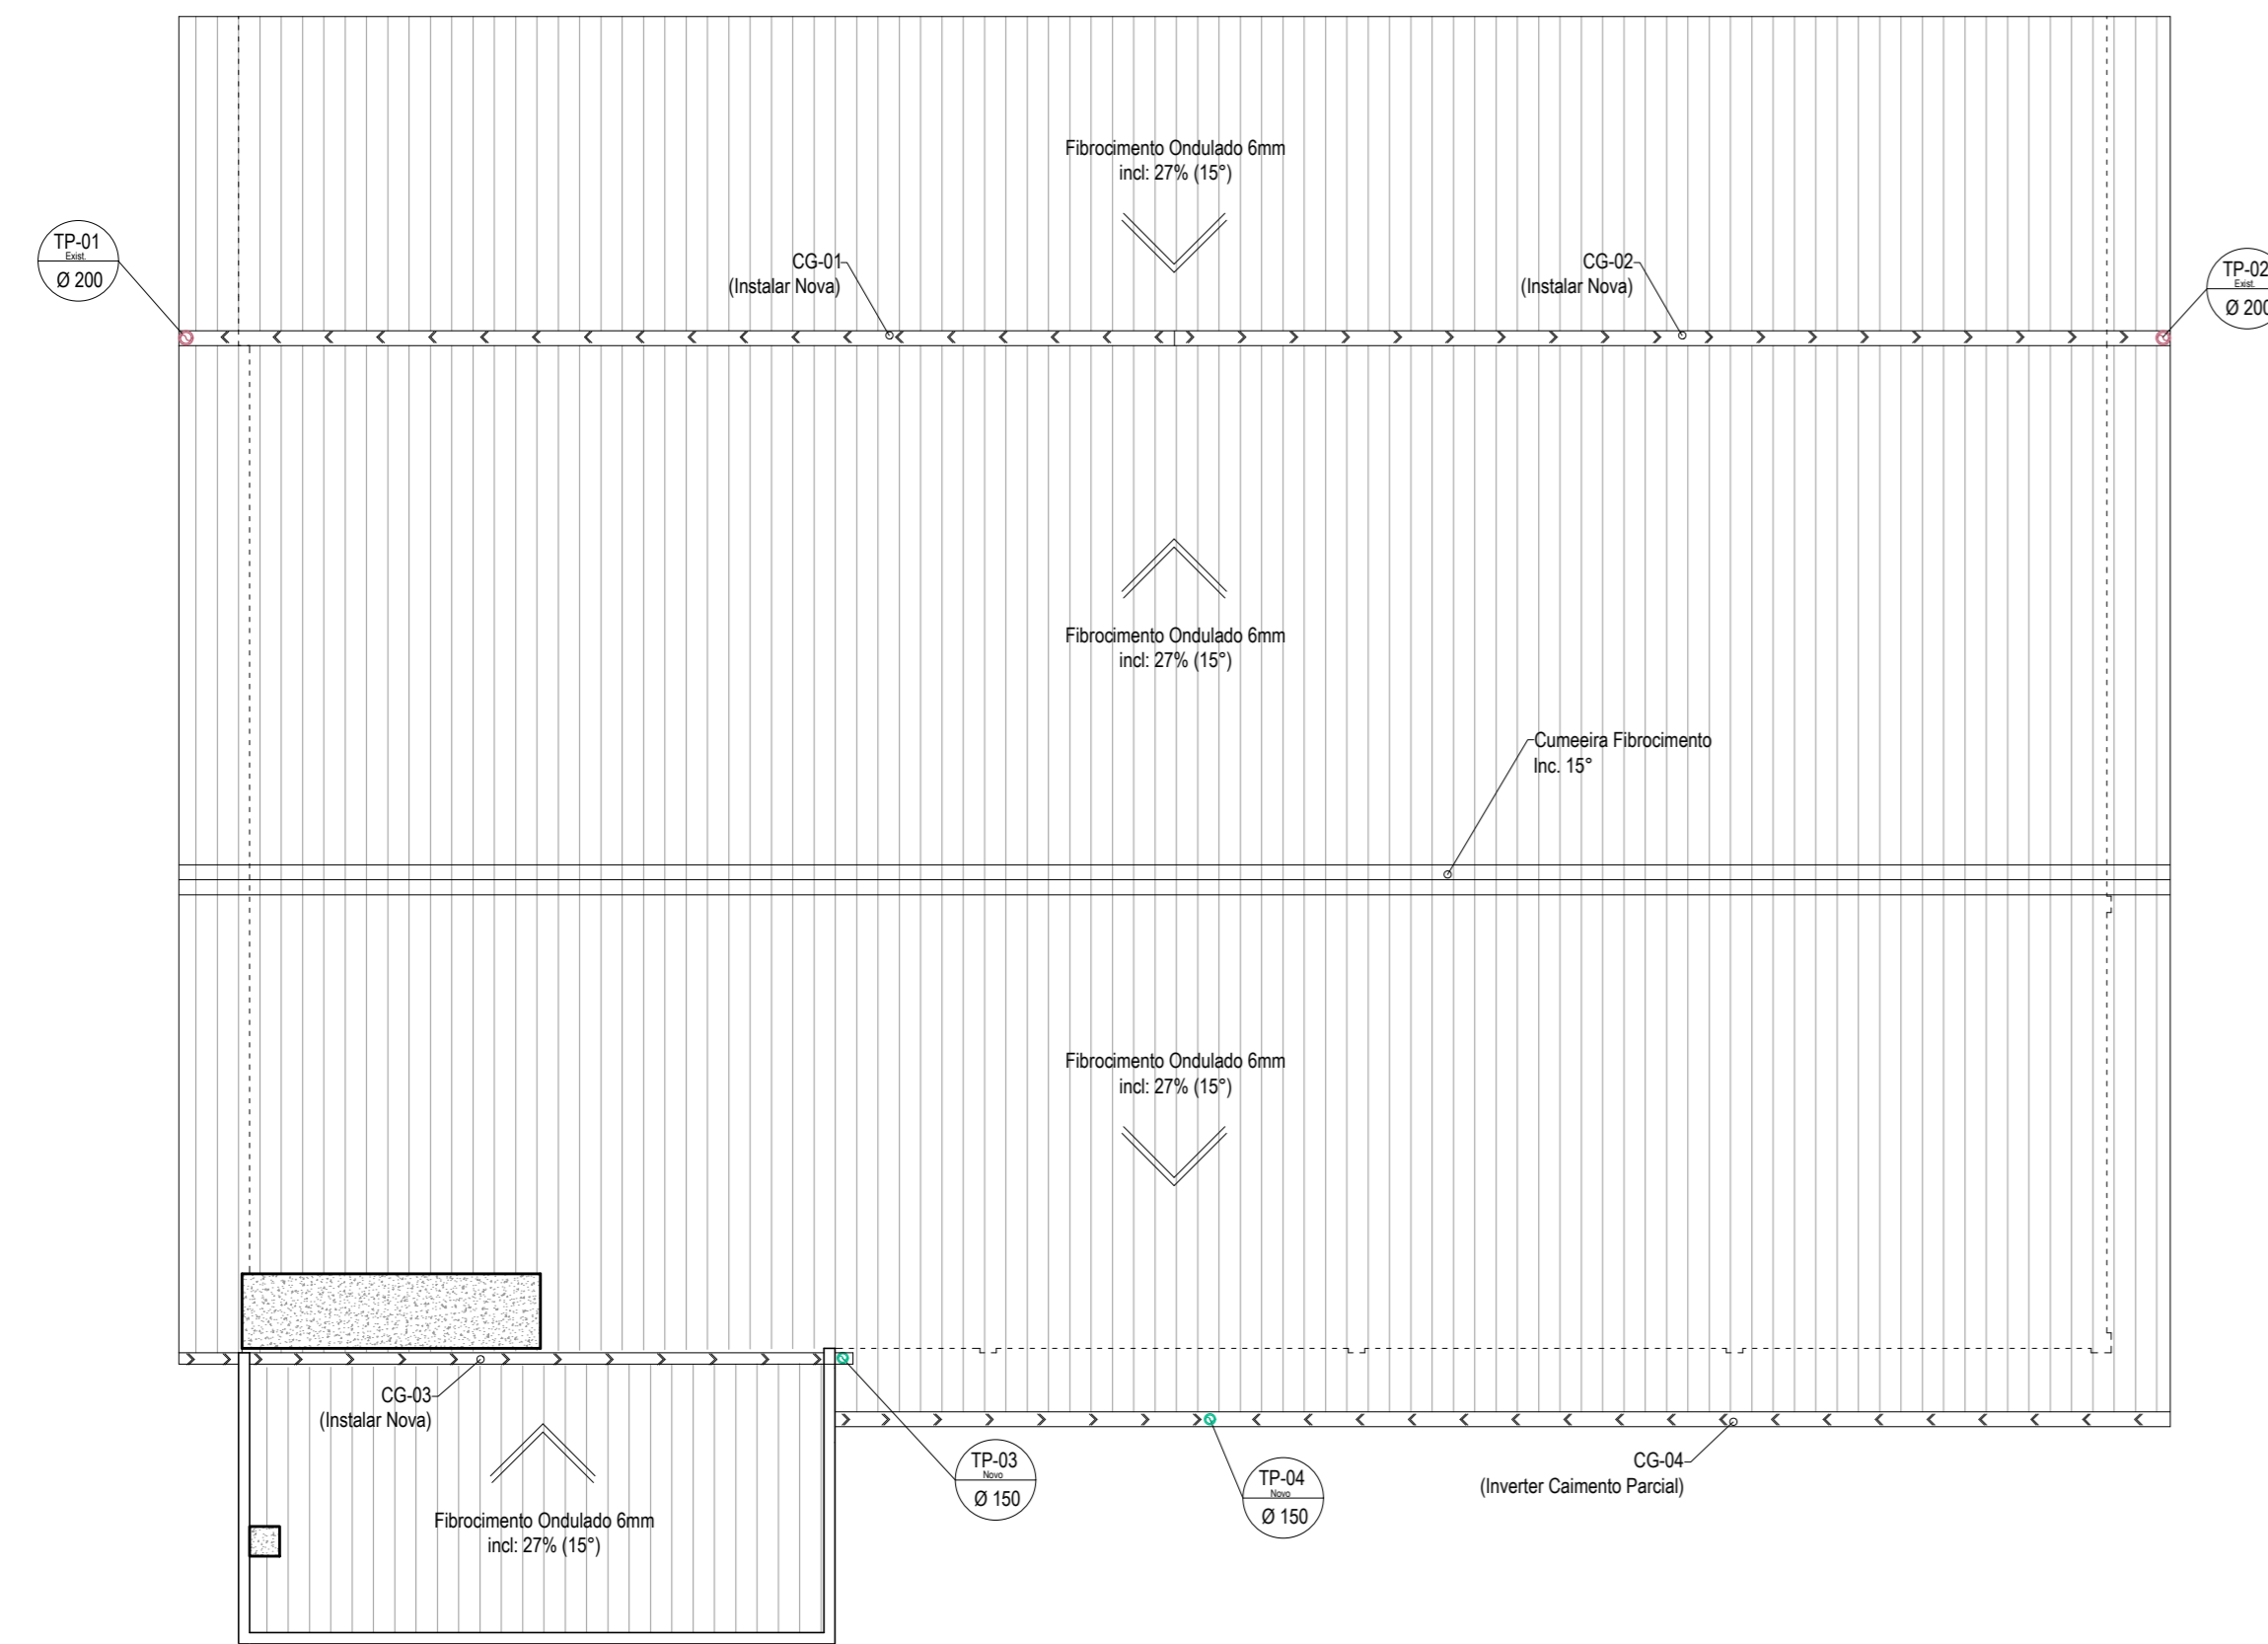 Fibrocimento Ondulado 6mm
incl: 27% (15°)
TP-01
Exist.
Ø 200
CG-01
(Instalar Nova)
CG-02
(Instalar Nova)
TP-02
Exist.
Ø 200
Fibrocimento Ondulado 6mm
incl: 27% (15°)
Cumeeira Fibrocimento
Inc. 15°
Fibrocimento Ondulado 6mm
incl: 27% (15°)
CG-03
(Instalar Nova)
TP-03
Novo
Ø 150
TP-04
Novo
Ø 150
CG-04
(Inverter Caimento Parcial)
Fibrocimento Ondulado 6mm
incl: 27% (15°)